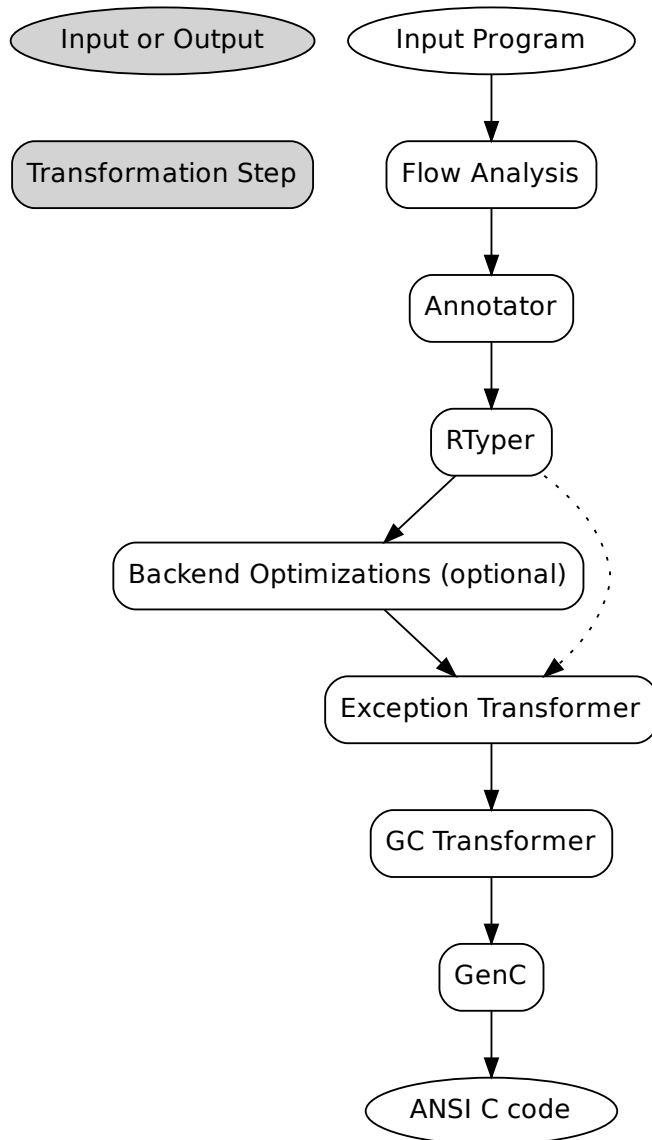 Input or Output
Input Program
Transformation Step
Flow Analysis
Annotator
RTyper
Backend Optimizations (optional)
Exception Transformer
GC Transformer
GenC
ANSI C code